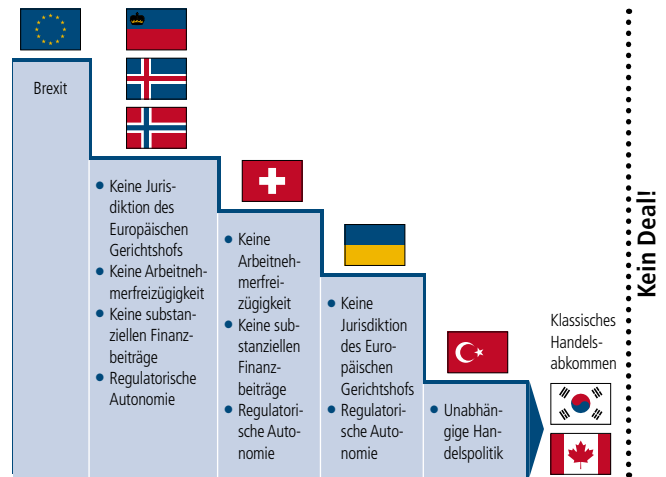 Brexit
Keine Juris-
diktion des
Europäischen
Gerichtshofs
Keine Arbeitneh-
merfreizügigkeit
Keine substan-
ziellen Finanz-
beiträge
Regulatorische
Autonomie
Keine
Arbeitneh-
merfrei-
zügigkeit
Keine sub-
stanziellen
Finanz-
beiträge
Regulatori-
sche Auto-
nomie
Keine
Jurisdiktion
des Euro-
päischen
Gerichtshofs
Regulatori-
sche Auto-
nomie
Unabhän-
gige Han-
delspolitik
Klassisches
Handels-
abkommen
Kein Deal!